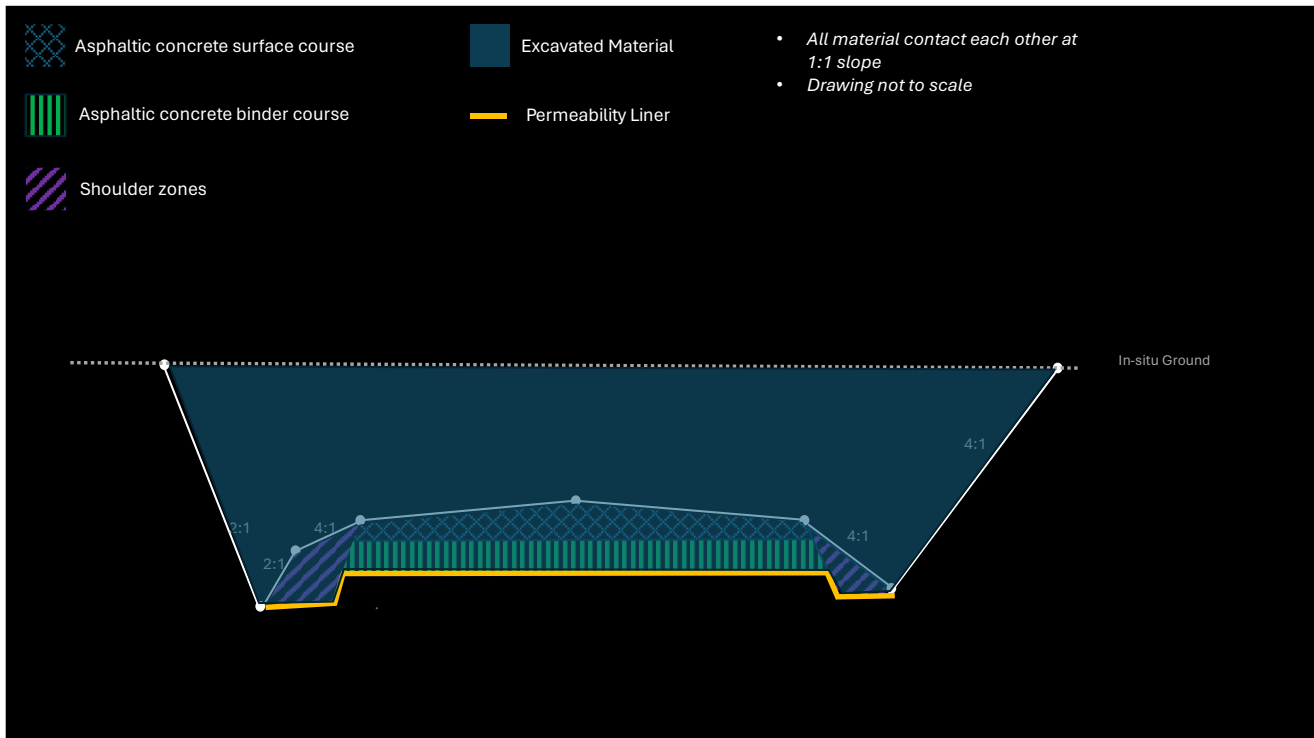 Asphaltic concrete surface course
Excavated Material
• All material contact each other at
1:1 slope
• Drawing not to scale
Asphaltic concrete binder course
Permeability Liner
Shoulder zones
In-situ Ground
4:1
2:1
4:1
4:1
2:1